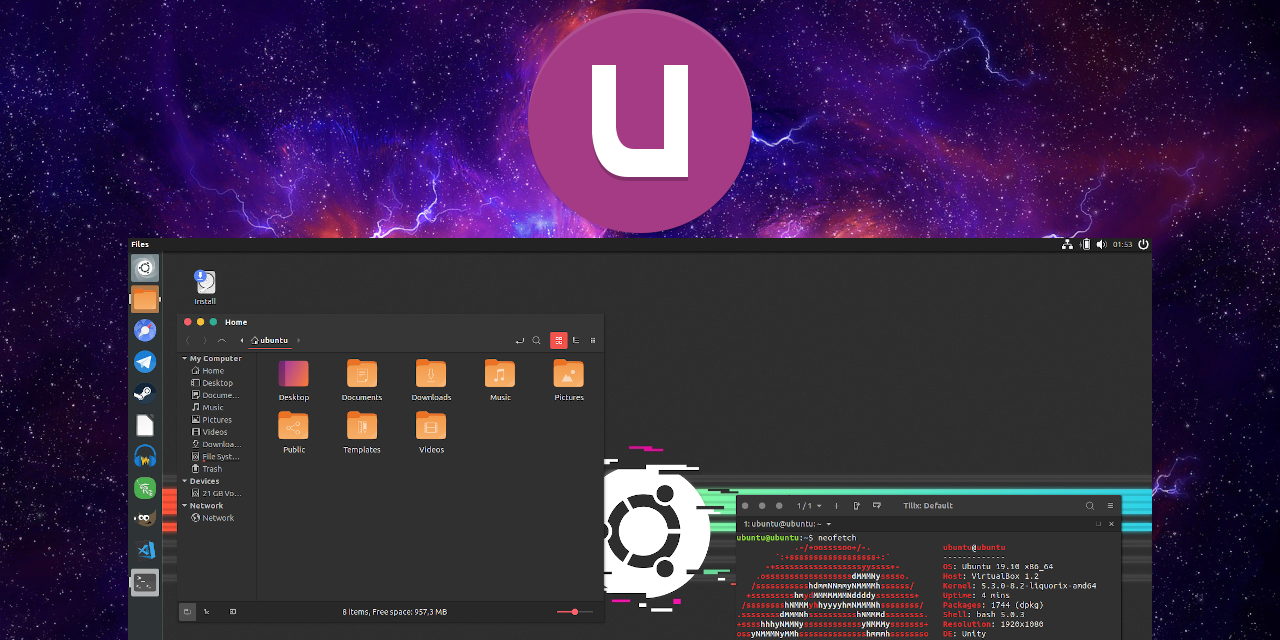 u
Files
01:53
Install
Home
ubuntu
My Computer
Home
Desktop
Docume...
Music
Pictures
Videos
Downloa...
File Syst...
Trash
Devices
21 GB Vo...
Network
Network
Desktop
Documents
Downloads
Music
Pictures
Public
Templates
Videos
8 items, Free space: 957.3 MB
1 / 1
Tilix: Default
1: ubuntu@ubuntu: ~
ubuntu@ubuntu:~$ neofetch
ubuntu@ubuntu
-------------
OS: Ubuntu 19.10 x86_64
Host: VirtualBox 1.2
Kernel: 5.3.0-8.2-liquorix-amd64
Uptime: 4 mins
Packages: 1744 (dpkg)
Shell: bash 5.0.3
Resolution: 1920x1080
DE: Unity